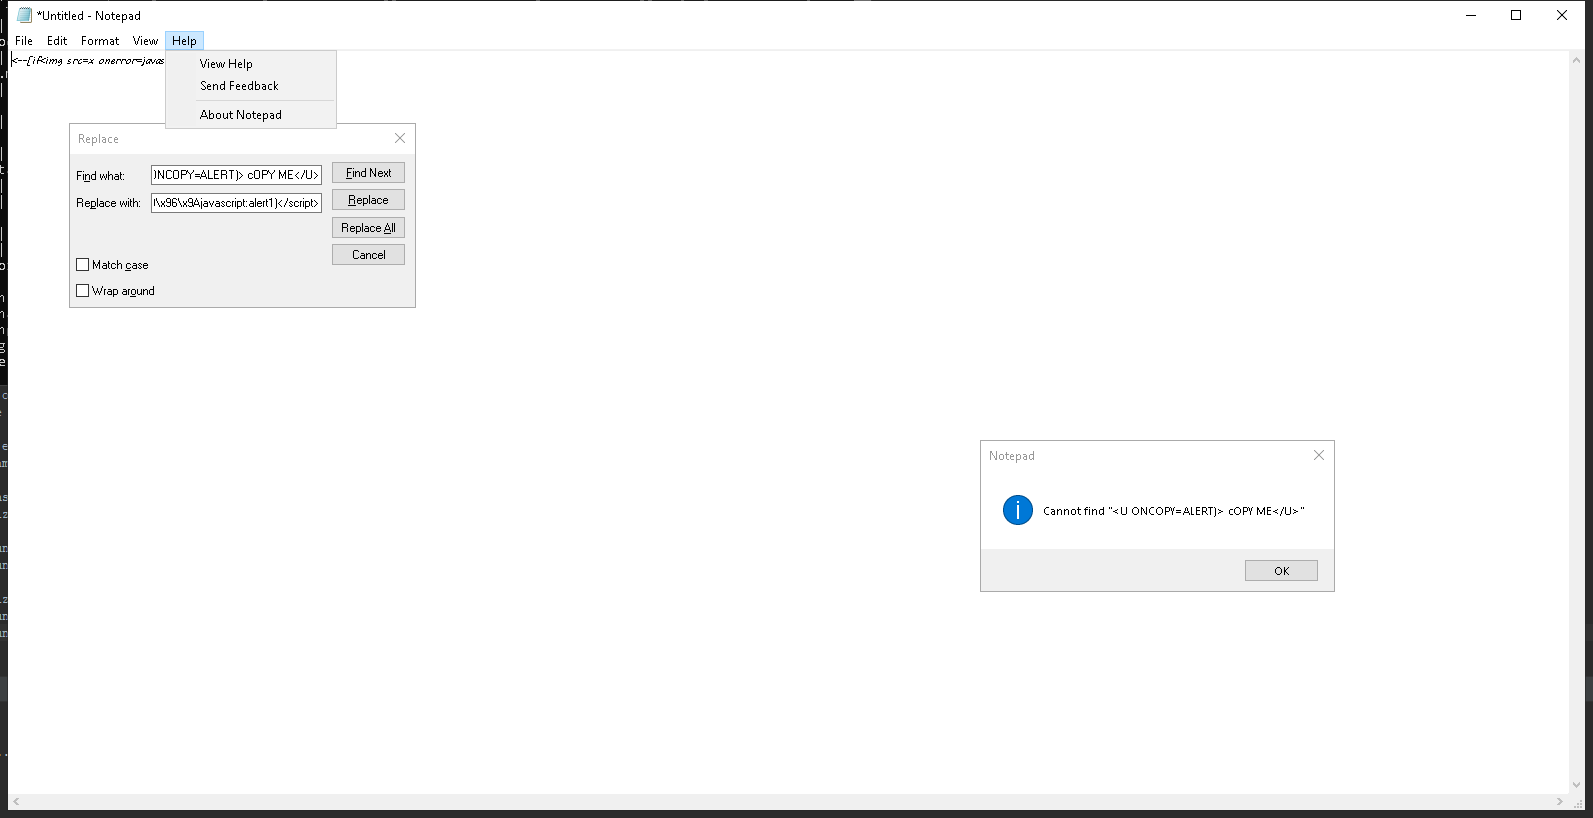 *Untitled - Notepad
File Edit Format View Help
<--[if<img src=x onerror=javas
View Help
Send Feedback
About Notepad
Replace
Find what:
)NCOPY=ALERT)> cOPY ME</U>
Find Next
Replace with:
l\x96\x9Ajavascript:alert1)</script>
Replace
Replace All
Cancel
Match case
Wrap around
Notepad
Cannot find "<U ONCOPY=ALERT)> cOPY ME</U>"
OK